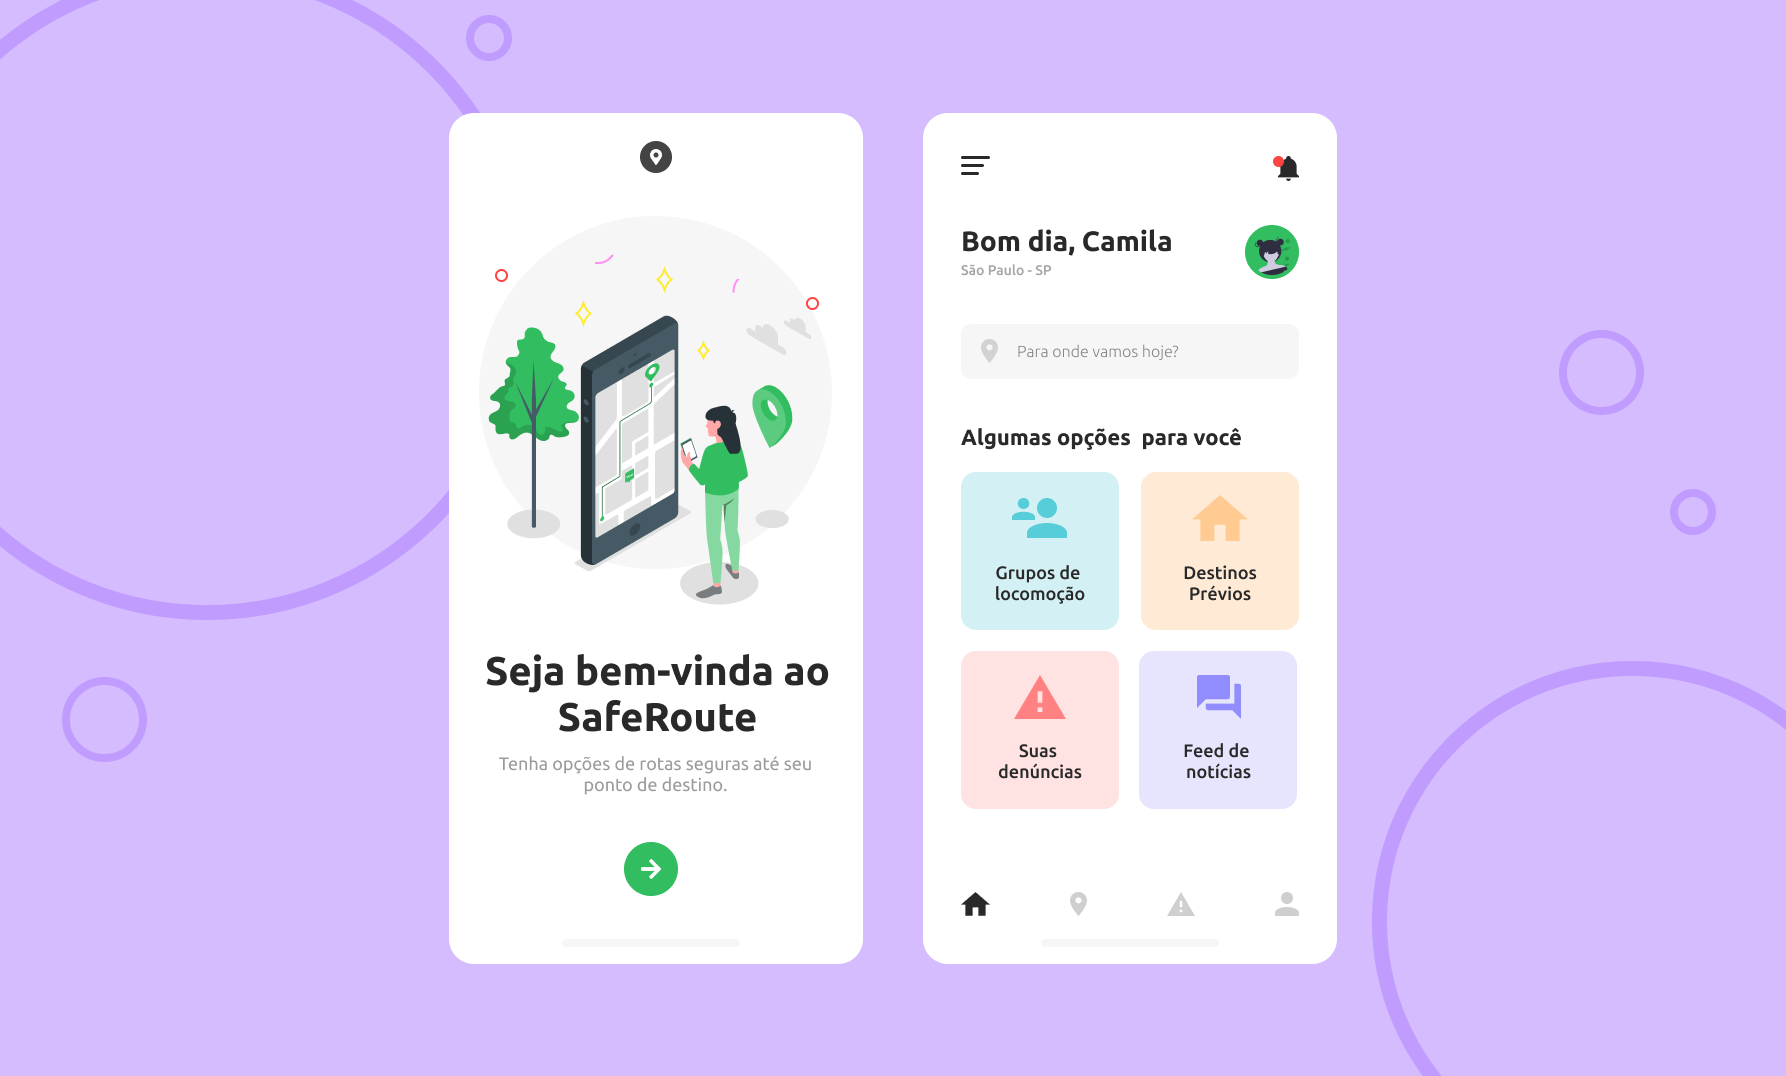 Seja bem-vinda ao
SafeRoute
Tenha opções de rotas seguras até seu
ponto de destino.
Bom dia, Camila
São Paulo - SP
Para onde vamos hoje?
Algumas opções para você
Grupos de
locomoção
Destinos
Prévios
Suas
denúncias
Feed de
notícias